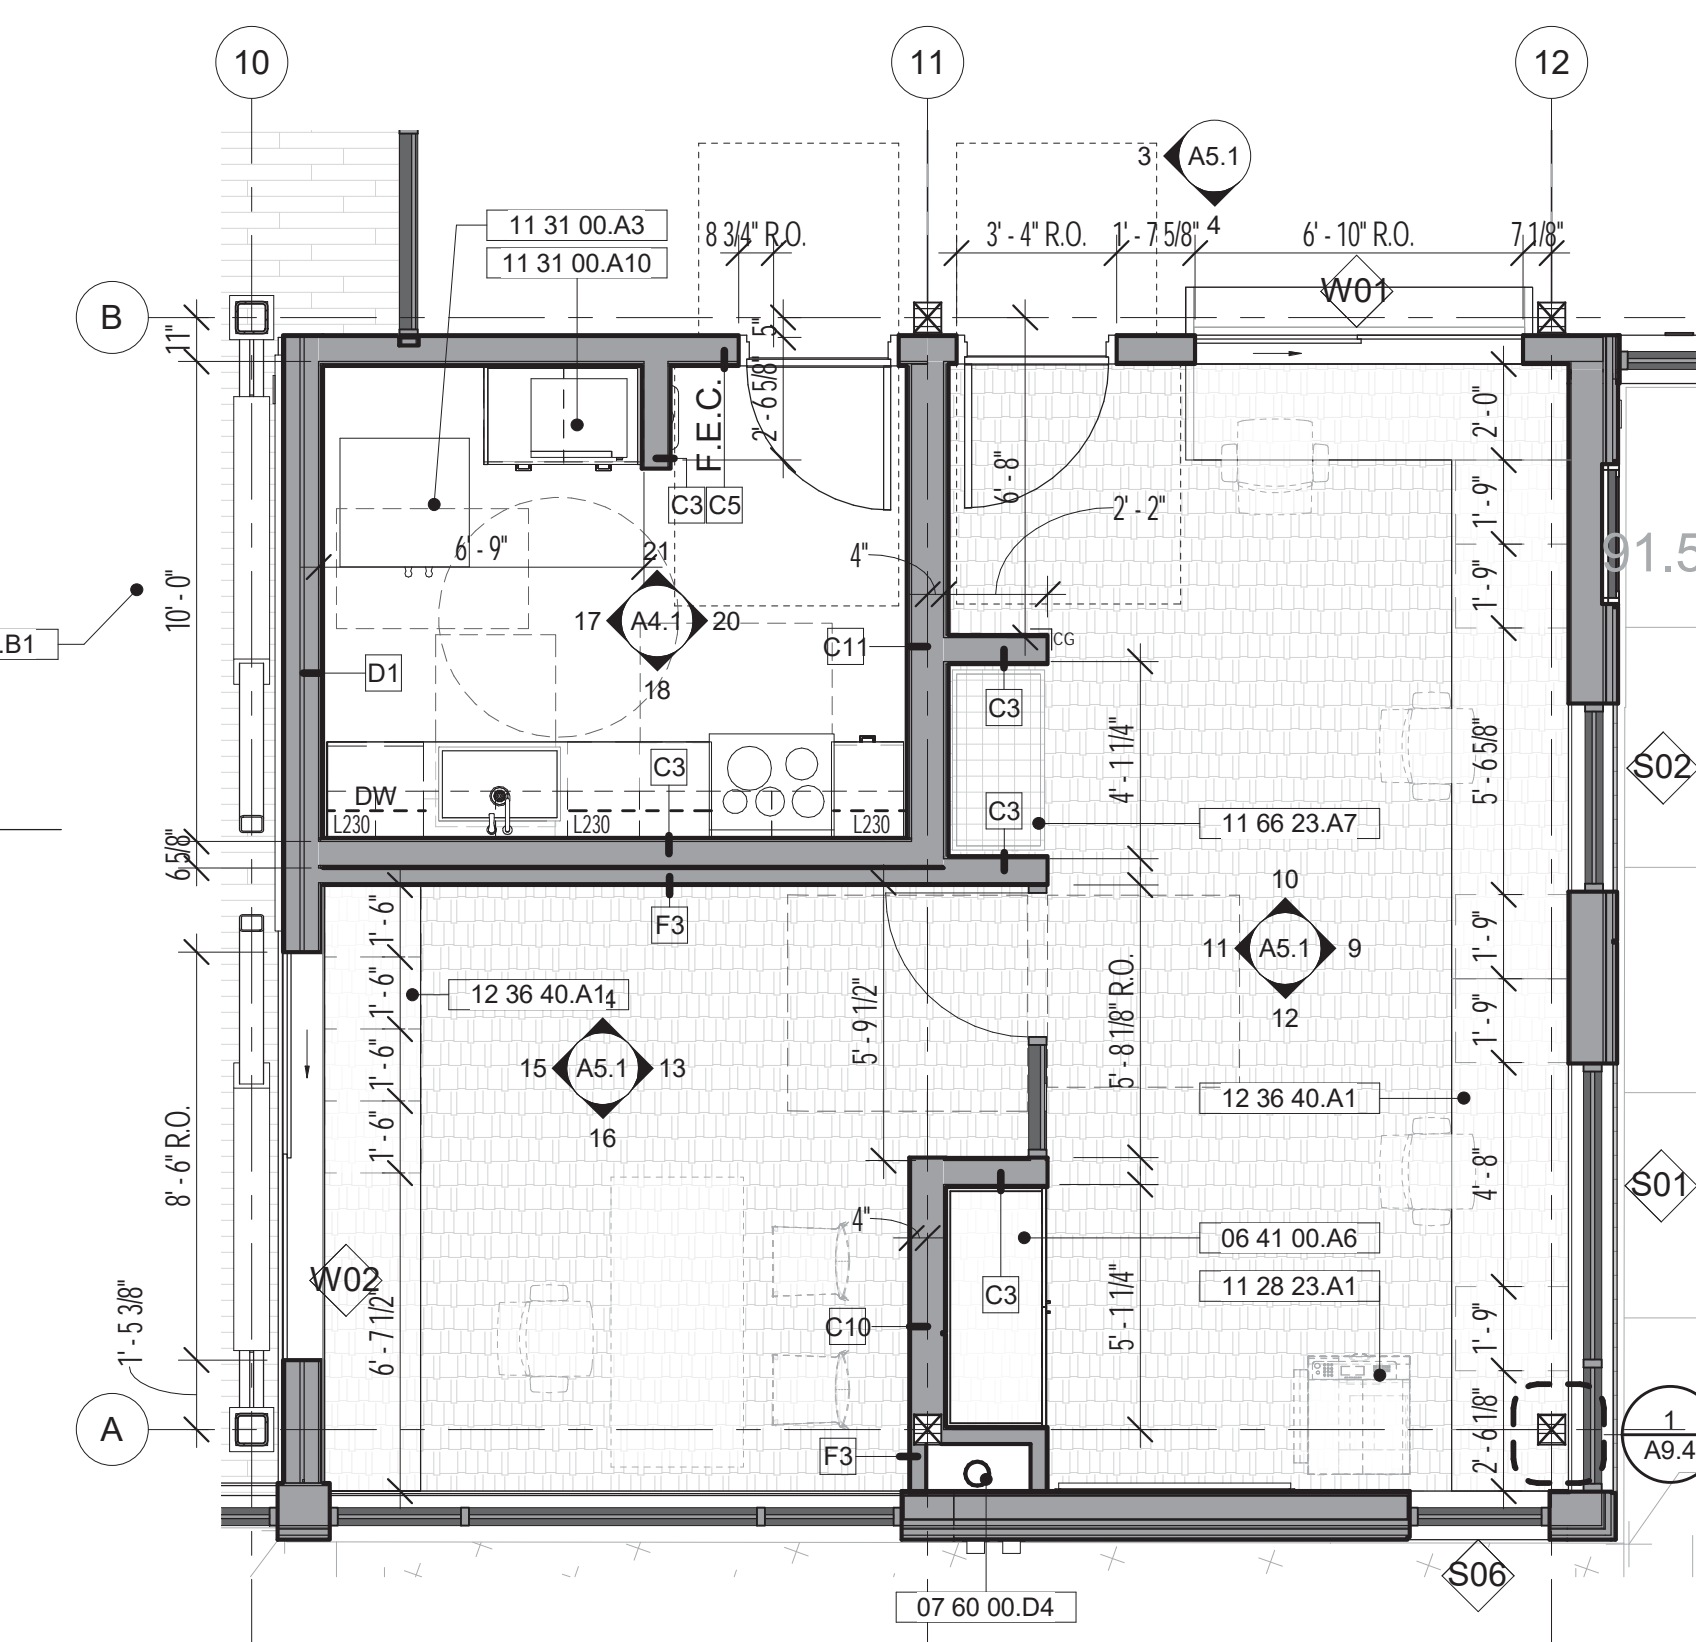 10
11
12
3
A5.1
4
11 31 00.A3
11 31 00.A10
8 3/4" R.O.
3' - 4" R.O.
1' - 7 5/8"
6' - 10" R.O.
7 1/8"
W01
B
11"
5"
2' - 6 5/8"
F.E.C.
C3
C5
6' - 9"
21
17
A4.1
20
18
4"
6' - 8"
2' - 2"
2' - 0"
1' - 9"
1' - 9"
91.5
10' - 0"
.B1
D1
C11
CG
C3
4' - 1 1/4"
5' - 6 5/8"
S02
C3
C3
DW
L230
L230
L230
11 66 23.A7
6 5/8"
F3
1' - 6"
1' - 6"
1' - 6"
1' - 6"
12 36 40.A1
4
15
A5.1
13
16
5' - 9 1/2"
5' - 8 1/8" R.O.
10
11
A5.1
9
12
1' - 9"
1' - 9"
12 36 40.A1
8' - 6" R.O.
4' - 8"
S01
4"
06 41 00.A6
11 28 23.A1
W02
6' - 7 1/2"
C3
C10
5' - 1 1/4"
1' - 9"
1' - 5 3/8"
A
F3
2' - 6 1/8"
1
A9.4
S06
07 60 00.D4